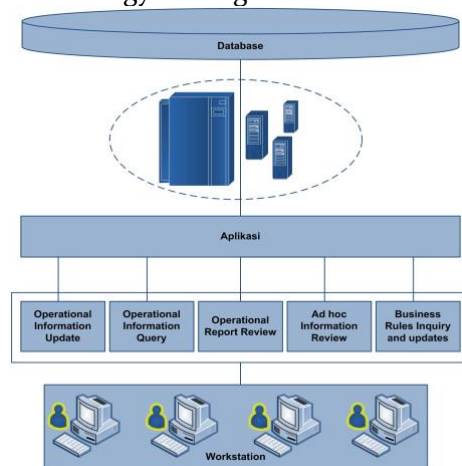 Database
Aplikasi
Operational
Information
Update
Operational
Information
Query
Operational
Report Review
Ad hoc
Information
Review
Business
Rules Inquiry
and updates
Workstation